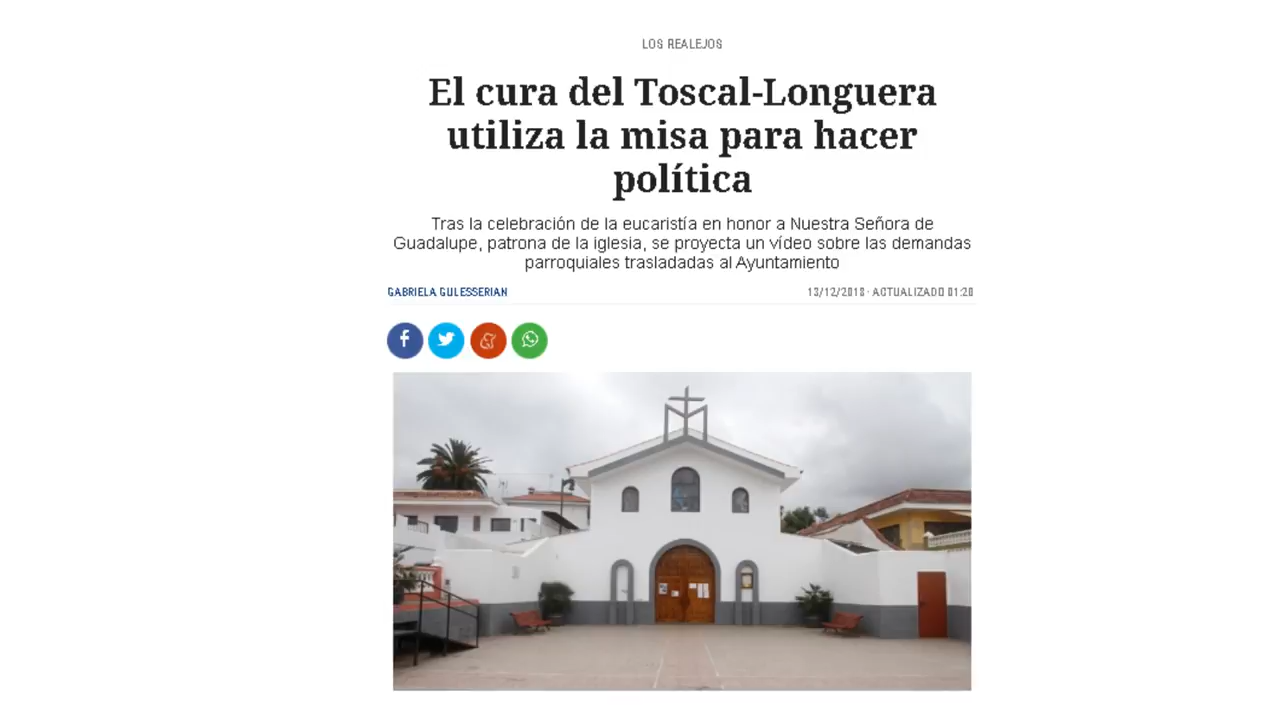 LOS REALEJOS
El cura del Toscal-Longuera
utiliza la misa para hacer
política
Tras la celebración de la eucaristía en honor a Nuestra Señora de
Guadalupe, patrona de la iglesia, se proyecta un vídeo sobre las demandas
parroquiales trasladadas al Ayuntamiento
GABRIELA GULESSERIAN
13/12/2018 · ACTUALIZADO 01:20